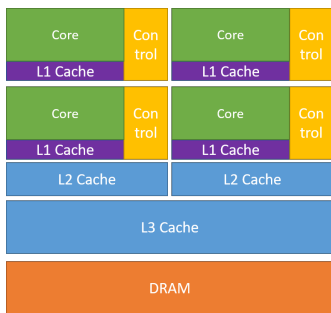 Core
Con
trol
L1 Cache
Core
Con
trol
L1 Cache
Core
Con
trol
L1 Cache
Core
Con
trol
L1 Cache
L2 Cache
L2 Cache
L3 Cache
DRAM